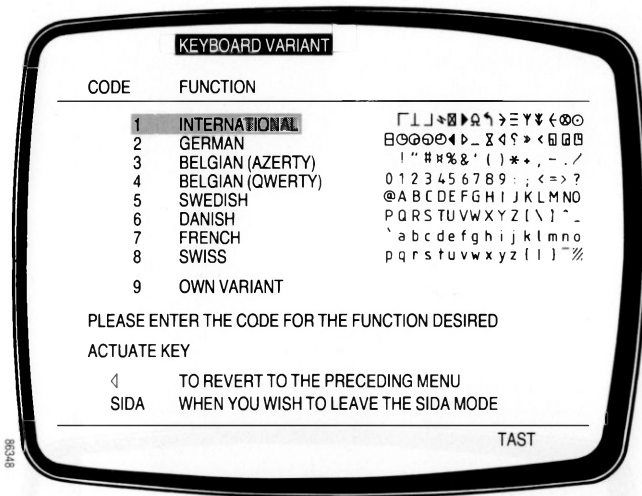 KEYBOARD VARIANT
CODE FUNCTION
1 INTERNATIONAL
2 GERMAN
3 BELGIAN (AZERTY)
4 BELGIAN (QWERTY)
5 SWEDISH
6 DANISH
7 FRENCH
8 SWISS
9 OWN VARIANT
! " # ¤ % & ' ( ) * + , - . /
0 1 2 3 4 5 6 7 8 9 : ; < = > ?
@ A B C D E F G H I J K L M N O
P Q R S T U V W X Y Z [ \ ] ^ _
` a b c d e f g h i j k l m n o
p q r s t u v w x y z { | } ‾
PLEASE ENTER THE CODE FOR THE FUNCTION DESIRED
ACTUATE KEY
◁ TO REVERT TO THE PRECEDING MENU
SIDA WHEN YOU WISH TO LEAVE THE SIDA MODE
TAST
86348